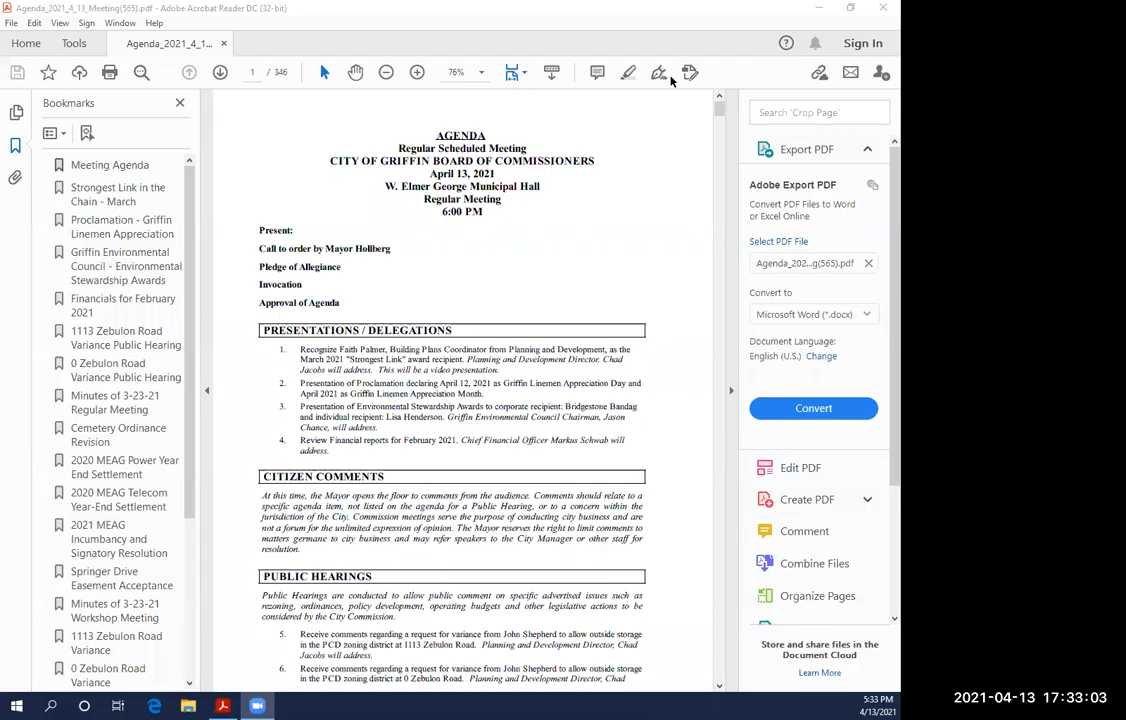 Agenda_2021_4_13_Meeting(565).pdf - Adobe Acrobat Reader DC (32-bit)
File Edit View Sign Window Help
Home Tools Agenda_2021_4_1... × Sign In
1 / 346 76%
Bookmarks
Meeting Agenda
Strongest Link in the
Chain - March
Proclamation - Griffin
Linemen Appreciation
Griffin Environmental
Council - Environmental
Stewardship Awards
Financials for February
2021
1113 Zebulon Road
Variance Public Hearing
0 Zebulon Road
Variance Public Hearing
Minutes of 3-23-21
Regular Meeting
Cemetery Ordinance
Revision
2020 MEAG Power Year
End Settlement
2020 MEAG Telecom
Year-End Settlement
2021 MEAG
Incumbancy and
Signatory Resolution
Springer Drive
Easement Acceptance
Minutes of 3-23-21
Workshop Meeting
1113 Zebulon Road
Variance
0 Zebulon Road
Variance
AGENDA
Regular Scheduled Meeting
CITY OF GRIFFIN BOARD OF COMMISSIONERS
April 13, 2021
W. Elmer George Municipal Hall
Regular Meeting
6:00 PM
Present:
Call to order by Mayor Hollberg
Pledge of Allegiance
Invocation
Approval of Agenda
PRESENTATIONS / DELEGATIONS
1. Recognize Faith Palmer, Building Plans Coordinator from Planning and Development, as the
March 2021 "Strongest Link" award recipient. Planning and Development Director, Chad
Jacobs will address. This will be a video presentation.
2. Presentation of Proclamation declaring April 12, 2021 as Griffin Linemen Appreciation Day and
April 2021 as Griffin Linemen Appreciation Month.
3. Presentation of Environmental Stewardship Awards to corporate recipient: Bridgestone Bandag
and individual recipient: Lisa Henderson. Griffin Environmental Council Chairman, Jason
Chance, will address.
4. Review Financial reports for February 2021. Chief Financial Officer Markus Schwab will
address.
CITIZEN COMMENTS
At this time, the Mayor opens the floor to comments from the audience. Comments should relate to a
specific agenda item, not listed on the agenda for a Public Hearing, or to a concern within the
jurisdiction of the City. Commission meetings serve the purpose of conducting city business and are
not a forum for the unlimited expression of opinion. The Mayor reserves the right to limit comments to
matters germane to city business and may refer speakers to the City Manager or other staff for
resolution.
PUBLIC HEARINGS
Public Hearings are conducted to allow public comment on specific advertised issues such as
rezoning, ordinances, policy development, operating budgets and other legislative actions to be
considered by the City Commission.
5. Receive comments regarding a request for variance from John Shepherd to allow outside storage
in the PCD zoning district at 1113 Zebulon Road. Planning and Development Director, Chad
Jacobs will address.
6. Receive comments regarding a request for variance from John Shepherd to allow outside storage
in the PCD zoning district at 0 Zebulon Road. Planning and Development Director, Chad
Search 'Crop Page'
Export PDF
Adobe Export PDF
Convert PDF Files to Word
or Excel Online
Select PDF File
Agenda_202...g(565).pdf
Convert to
Microsoft Word (*.docx)
Document Language:
English (U.S.) Change
Convert
Edit PDF
Create PDF
Comment
Combine Files
Organize Pages
Store and share files in the
Document Cloud
Learn More
5:33 PM
4/13/2021
2021-04-13 17:33:03